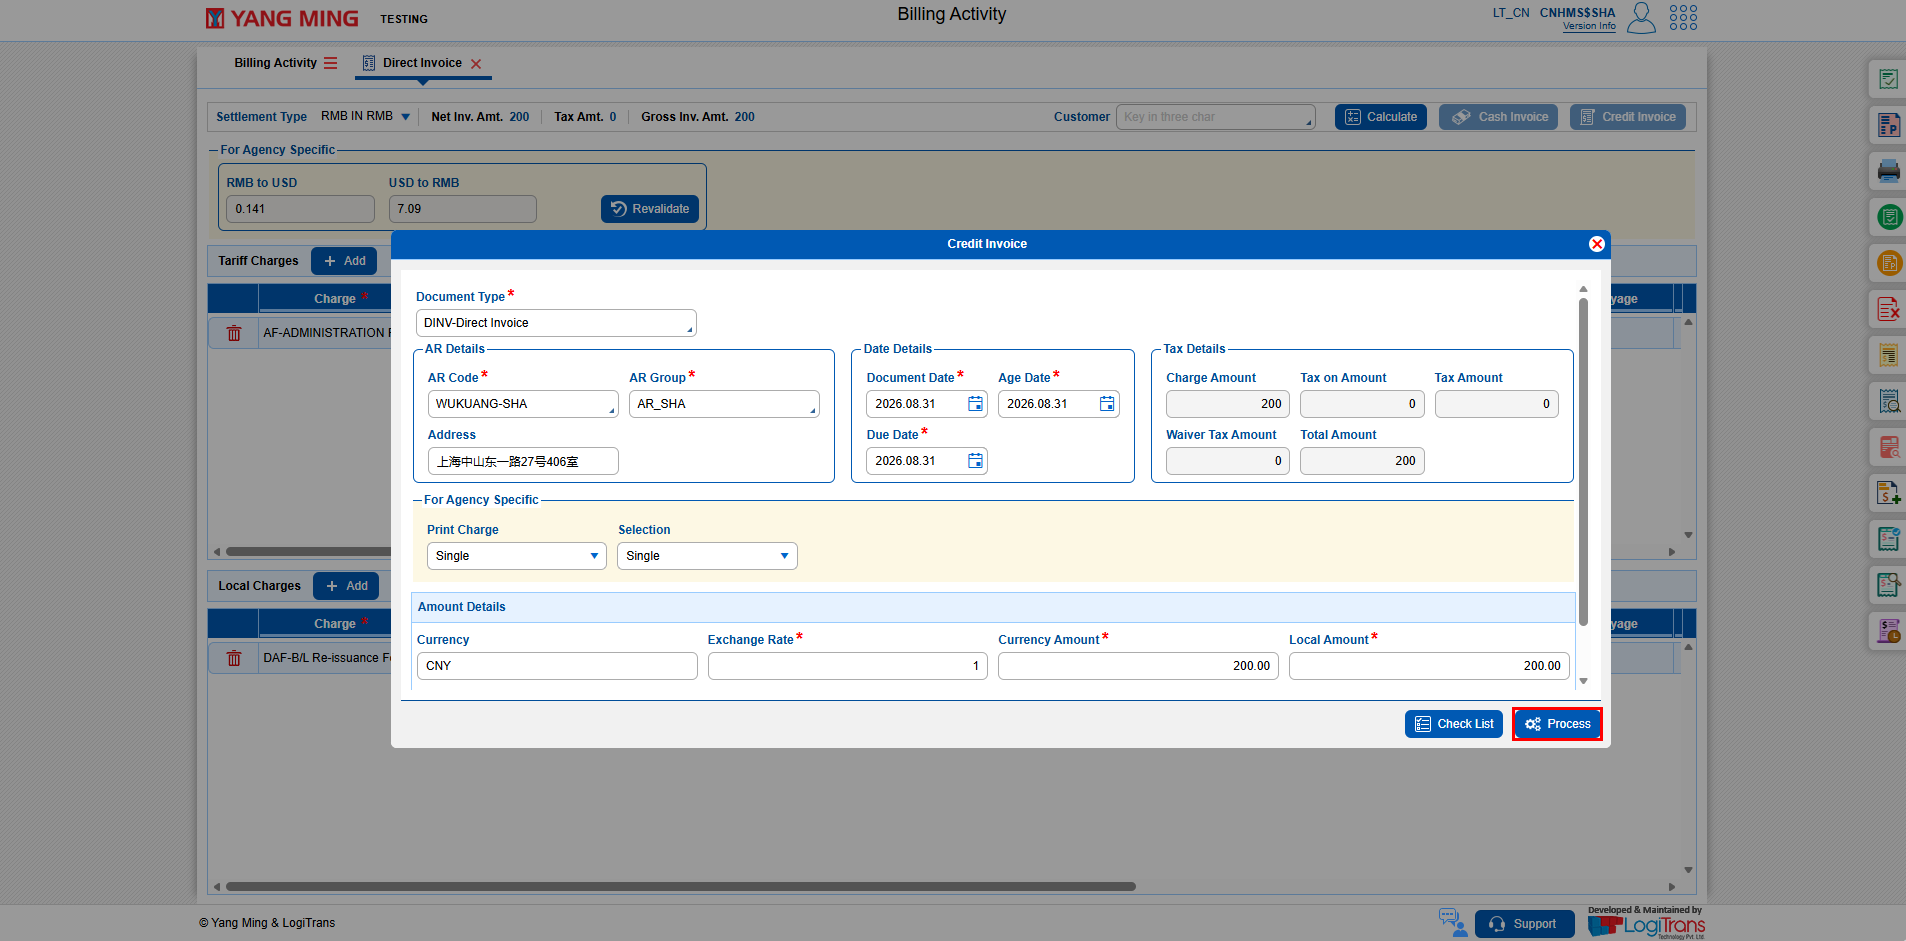 YANG MING TESTING
Billing Activity
LT_CN CNHMS$SHA
Version Info
Billing Activity
Direct Invoice
Settlement Type RMB IN RMB Net Inv. Amt. 200 Tax Amt. 0 Gross Inv. Amt. 200 Customer Key in three char Calculate Cash Invoice Credit Invoice
For Agency Specific
RMB to USD USD to RMB
0.141 7.09 Revalidate
Credit Invoice
Tariff Charges Add
Charge * yage
AF-ADMINISTRATION
Document Type *
DINV-Direct Invoice
AR Details Date Details Tax Details
AR Code * AR Group * Document Date * Age Date * Charge Amount Tax on Amount Tax Amount
WUKUANG-SHA AR_SHA 2026.08.31 2026.08.31 200 0 0
Address Due Date * Waiver Tax Amount Total Amount
上海中山东一路27号406室 2026.08.31 0 200
For Agency Specific
Print Charge Selection
Single Single
Local Charges Add
Charge * yage
DAF-B/L Re-issuance
Amount Details
Currency Exchange Rate * Currency Amount * Local Amount *
CNY 1 200.00 200.00
Check List Process
© Yang Ming & LogiTrans
Support
Developed & Maintained by
LogiTrans
Technology Pvt. Ltd.